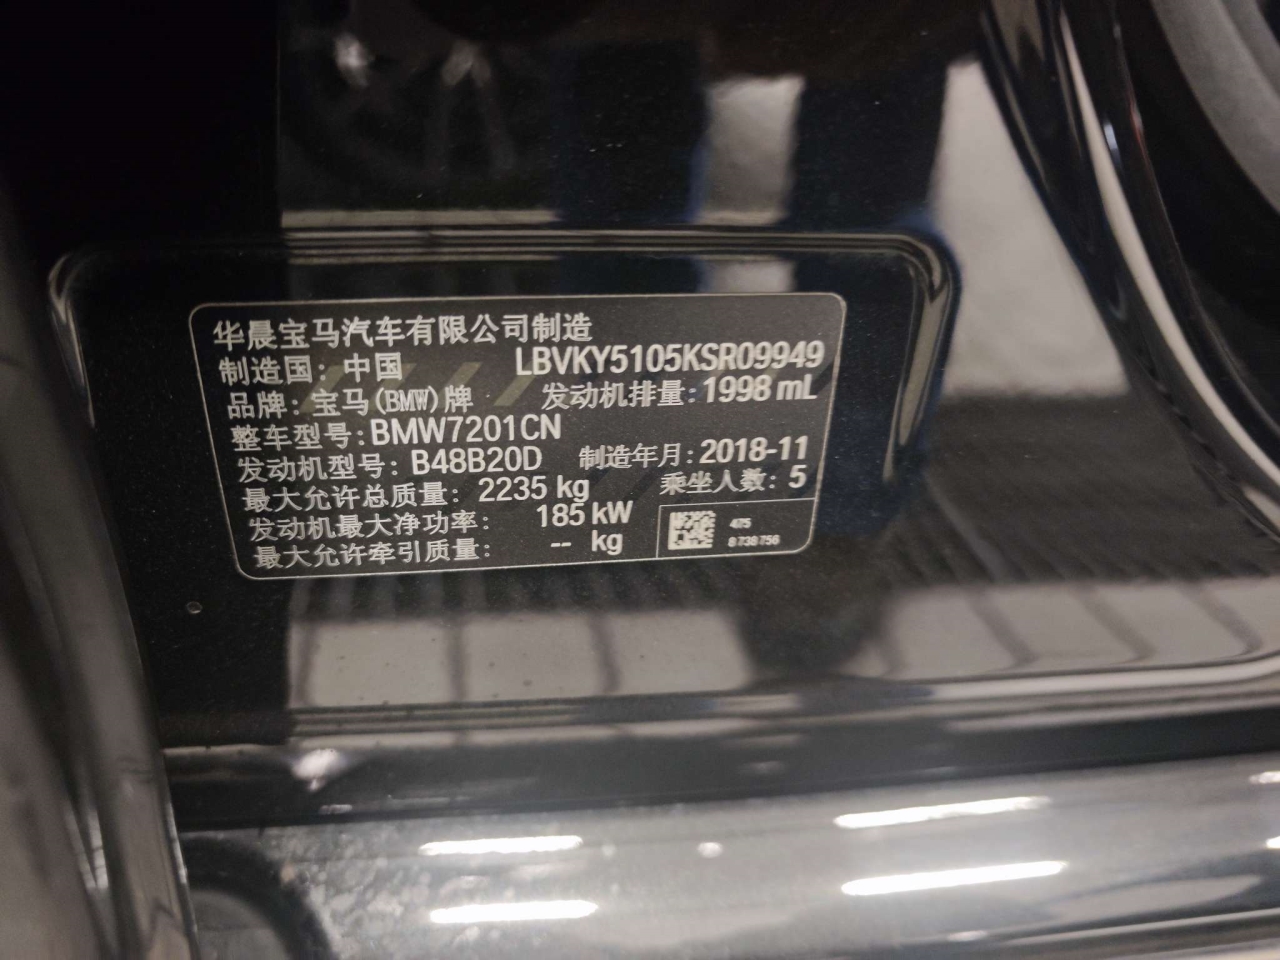 华晨宝马汽车有限公司制造
制造国：中国 LBVKY5105KSR09949
品牌：宝马(BMW)牌 发动机排量：1998 mL
整车型号：BMW7201CN
发动机型号：B48B20D 制造年月：2018-11
最大允许总质量：2235 kg 乘坐人数：5
发动机最大净功率：185 kW
最大允许牵引质量：-- kg
475
8738756